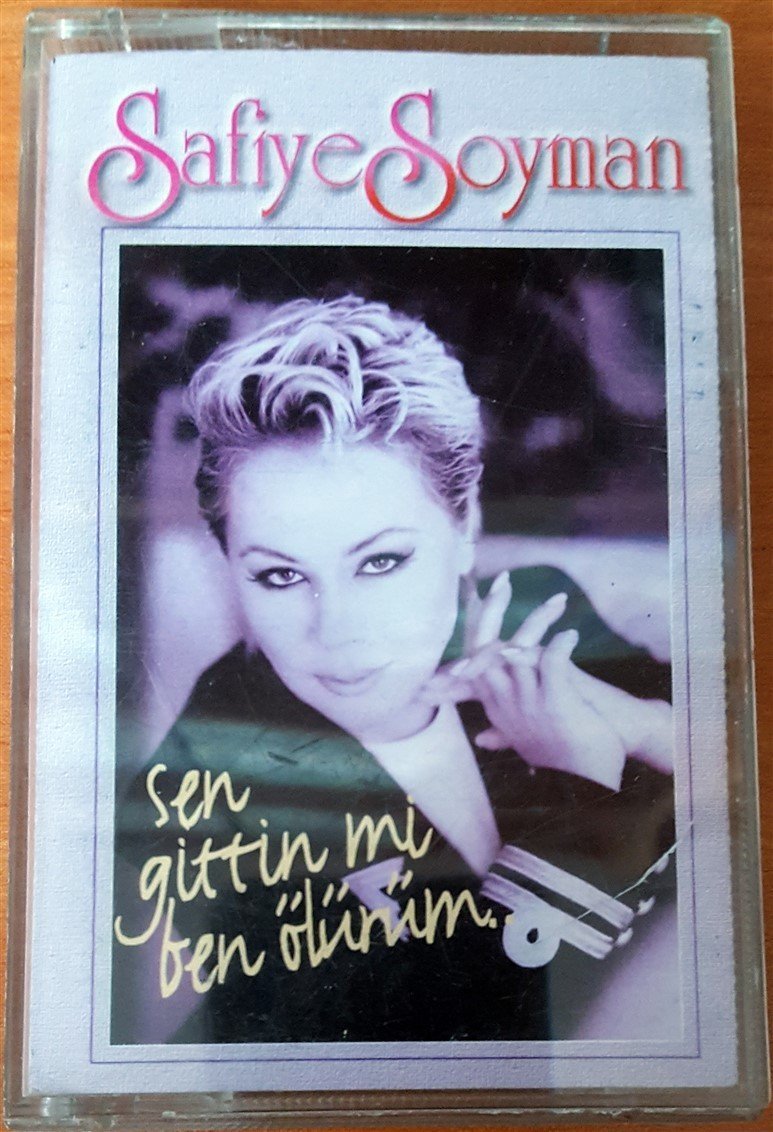 Safiye Soyman
sen
gittin mi
ben ölürüm..